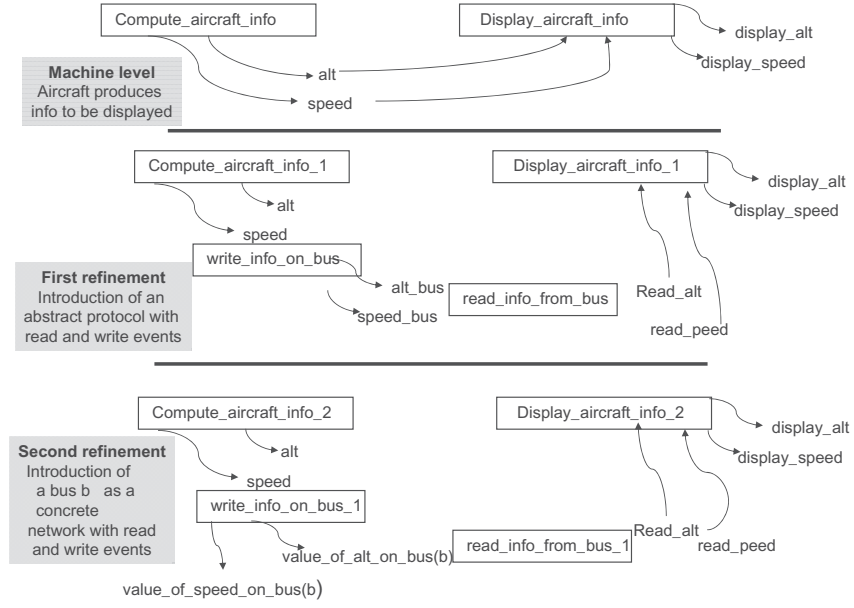 Compute_aircraft_info
Display_aircraft_info
display_alt
display_speed
alt
speed
Machine level
Aircraft produces
info to be displayed
Compute_aircraft_info_1
Display_aircraft_info_1
display_alt
display_speed
alt
speed
write_info_on_bus
alt_bus
speed_bus
read_info_from_bus
Read_alt
read_peed
First refinement
Introduction of an
abstract protocol with
read and write events
Compute_aircraft_info_2
Display_aircraft_info_2
display_alt
display_speed
alt
speed
Second refinement
Introduction of
a bus b as a
concrete
network with read
and write events
write_info_on_bus_1
value_of_alt_on_bus(b)
read_info_from_bus_1
Read_alt
read_peed
value_of_speed_on_bus(b)